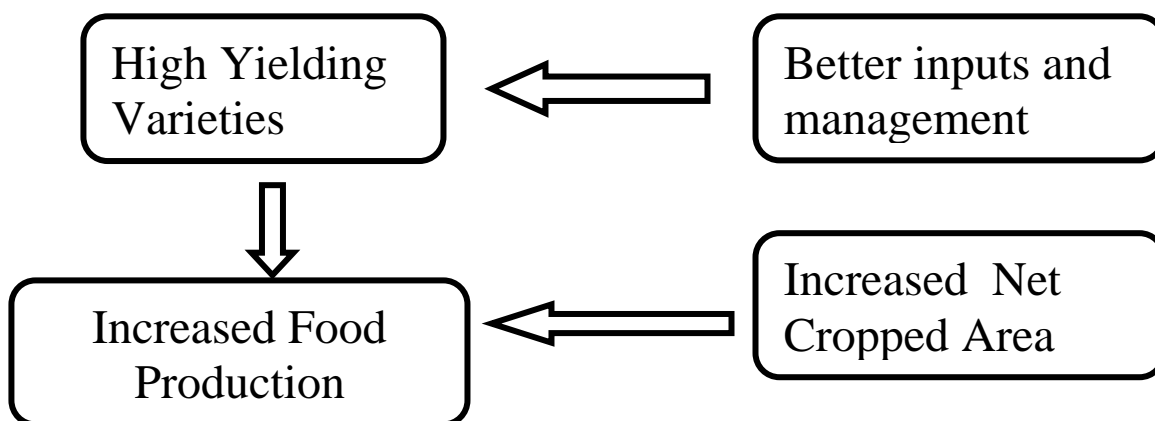 High Yielding
Varieties
Better inputs and
management
Increased Food
Production
Increased Net
Cropped Area